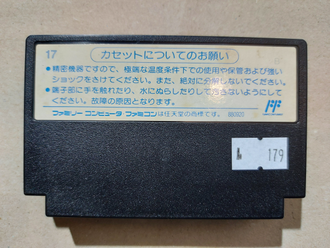 17
カセットについてのお願い
●精密機器ですので、極端な温度条件下での使用や保管および強い
ショックをさけてください。また、絶対に分解しないでください。
●端子部に手を触れたり、水にぬらしたりして汚さないようにして
ください。故障の原因となります。
ファミリーコンピュータ ファミコンは任天堂の商標です。
FF
179